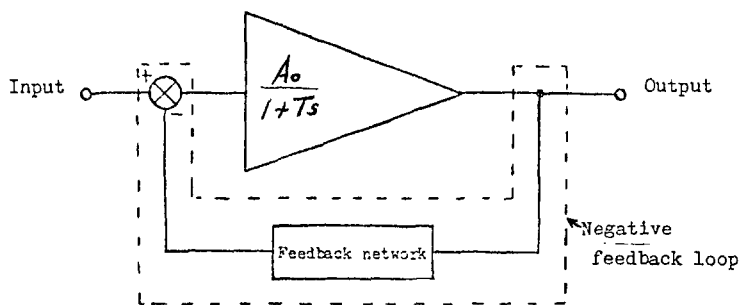 Input
+
-
A₀
1+Ts
Output
Feedback network
Negative
feedback loop